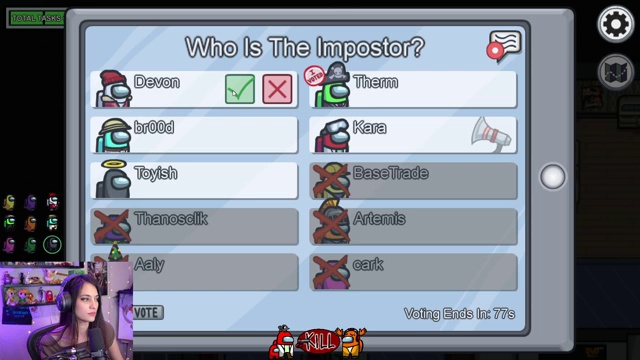 TOTAL TASKS
Who Is The Impostor?
Devon
I VOTED
Therm
br00d
Kara
Toyish
BaseTrade
Thanosclik
Artemis
Aaly
cark
VOTE
Voting Ends In: 77s
KILL